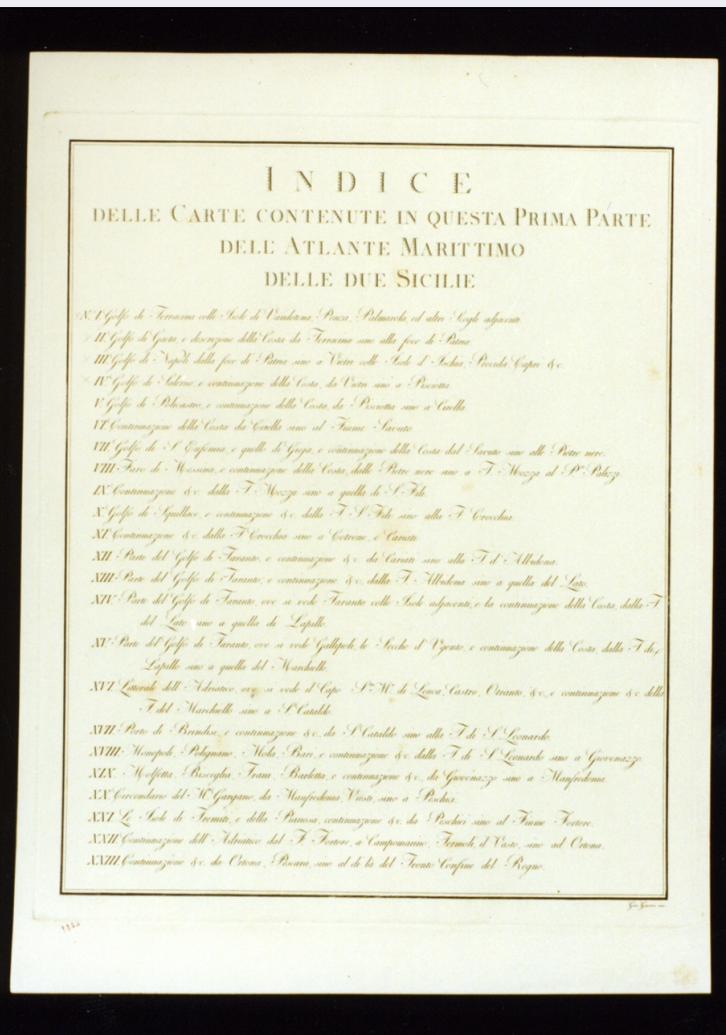 INDICE
DELLE CARTE CONTENUTE IN QUESTA PRIMA PARTE
DELL' ATLANTE MARITTIMO
DELLE DUE SICILIE
N.º I. Golfo di Terracina colle Isole di Vandotena, Ponza, Palmarola, ed altri Scogli adjacenti
II. Golfo di Gaeta, e descrizione della Costa da Terracina sino alla foce di Patria
III. Golfo di Napoli dalla foce di Patria sino a Vietri colle Isole d' Ischia, Procida Capri &c.
IV. Golfo di Salerno, e continuazione della Costa, da Vietri sino a Pisciotta
V. Golfo di Policastro, e continuazione della Costa, da Pisciotta sino a Cirella
VI. Continuazione della Costa da Cirella sino al Fiume Savuto
VII. Golfo di S. Eufemia, e quello di Gioja, e continuazione della Costa dal Savuto sino alle Pietre nere.
VIII. Faro di Messina, e continuazione della Costa, dalle Pietre nere sino a T. Mozza al P.º Palizzi
IX. Continuazione &c. dalla T. Mozza sino a quella di S. Fili
X. Golfo di Squillace, e continuazione &c. dalla T. S. Fili sino alla T. Crocchia
XI. Continuazione &c. dalla T. Crocchia sino a Cotrone, e Cariati
XII. Parte del Golfo di Taranto, e continuazione &c. da Cariati sino alla T. d' Albidona.
XIII. Parte del Golfo di Taranto, e continuazione &c. dalla T. Albidona sino a quella del Lato.
XIV. Parte del Golfo di Taranto, ove si vede Taranto colle Isole adjacenti, e la continuazione della Costa, dalla T.
del Lato sino a quella di Lapillo.
XV. Parte del Golfo di Taranto, ove si vede Gallipoli, le Secche d' Ugento, e continuazione della Costa, dalla T. di
Lapillo sino a quella del Marchiello
XVI. Littorale dell' Adriatico, ove si vede il Capo S.ª M.ª di Leuca, Castro, Otranto, &c., e continuazione &c. dalla
T. del Marchiello sino a S. Cataldo.
XVII. Porto di Brindisi, e continuazione &c. da S. Cataldo sino alla T. di S. Leonardo.
XVIII. Monopoli, Polignano, Mola, Bari, e continuazione &c. dalla T. di S. Leonardo sino a Giovenazzo
XIX. Molfetta, Bisceglia, Trani, Barletta, e continuazione &c. da Giovenazzo sino a Manfredonia
XX. Circondario del M.º Gargano, da Manfredonia Viesti, sino a Peschici.
XXI. Le Isole di Tremiti, e della Pianosa, continuazione &c. da Peschici sino al Fiume Fortore.
XXII. Continuazione dell' Adriatico dal F. Fortore, a Campomarino, Termoli, il Vasto, sino ad Ortona.
XXIII. Continuazione &c. da Ortona, Pescara, sino al di là del Tronto Confine del Regno.